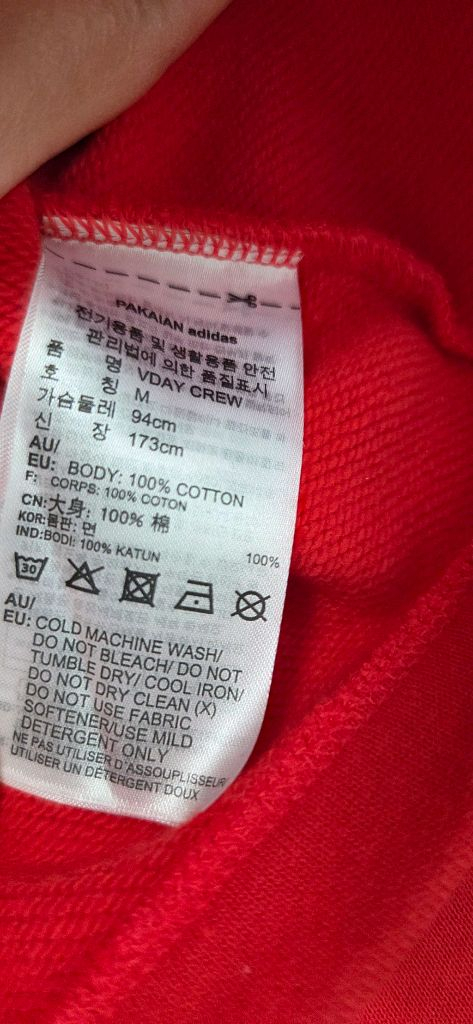 PAKAIAN adidas
전기용품 및 생활용품 안전
관리법에 의한 품질표시
품 명 VDAY CREW
호 칭 M
가슴둘레 94cm
신 장 173cm
AU/
EU: BODY: 100% COTTON
F: CORPS: 100% COTON
CN:大身: 100% 棉
KOR:몸판: 면 100%
IND:BODI: 100% KATUN
30
AU/
EU: COLD MACHINE WASH/
DO NOT BLEACH/ DO NOT
TUMBLE DRY/ COOL IRON/
DO NOT DRY CLEAN (X)
DO NOT USE FABRIC
SOFTENER/USE MILD
DETERGENT ONLY
NE PAS UTILISER D'ASSOUPLISSEUR/
UTILISER UN DÉTERGENT DOUX